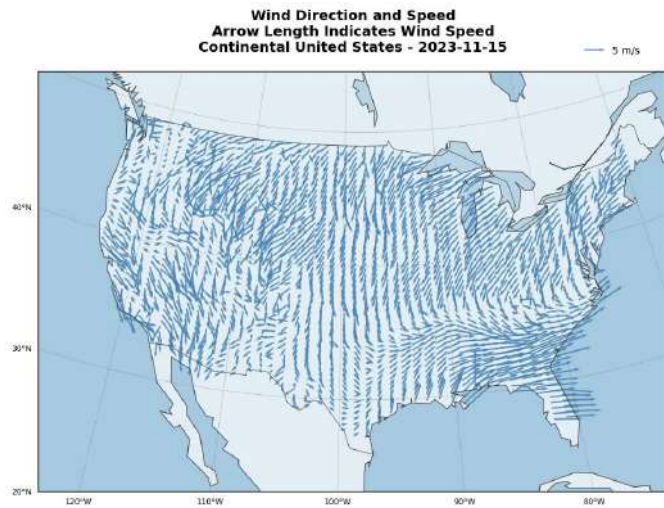 Wind Direction and Speed
Arrow Length Indicates Wind Speed
Continental United States - 2023-11-15
5 m/s
40°N
30°N
20°N
120°W 110°W 100°W 90°W 80°W